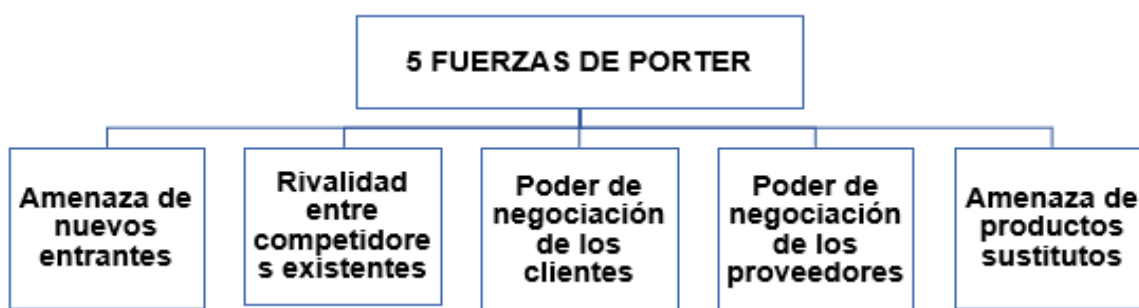 5 FUERZAS DE PORTER
Amenaza de
nuevos
entrantes
Rivalidad
entre
competidore
s existentes
Poder de
negociación
de los
clientes
Poder de
negociación
de los
proveedores
Amenaza de
productos
sustitutos